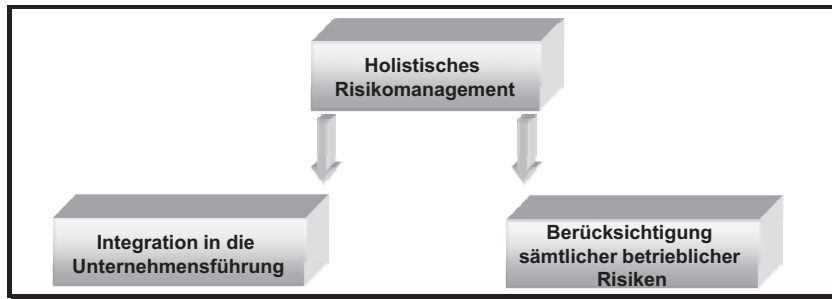 Holistisches
Risikomanagement
Integration in die
Unternehmensführung
Berücksichtigung
sämtlicher betrieblicher
Risiken